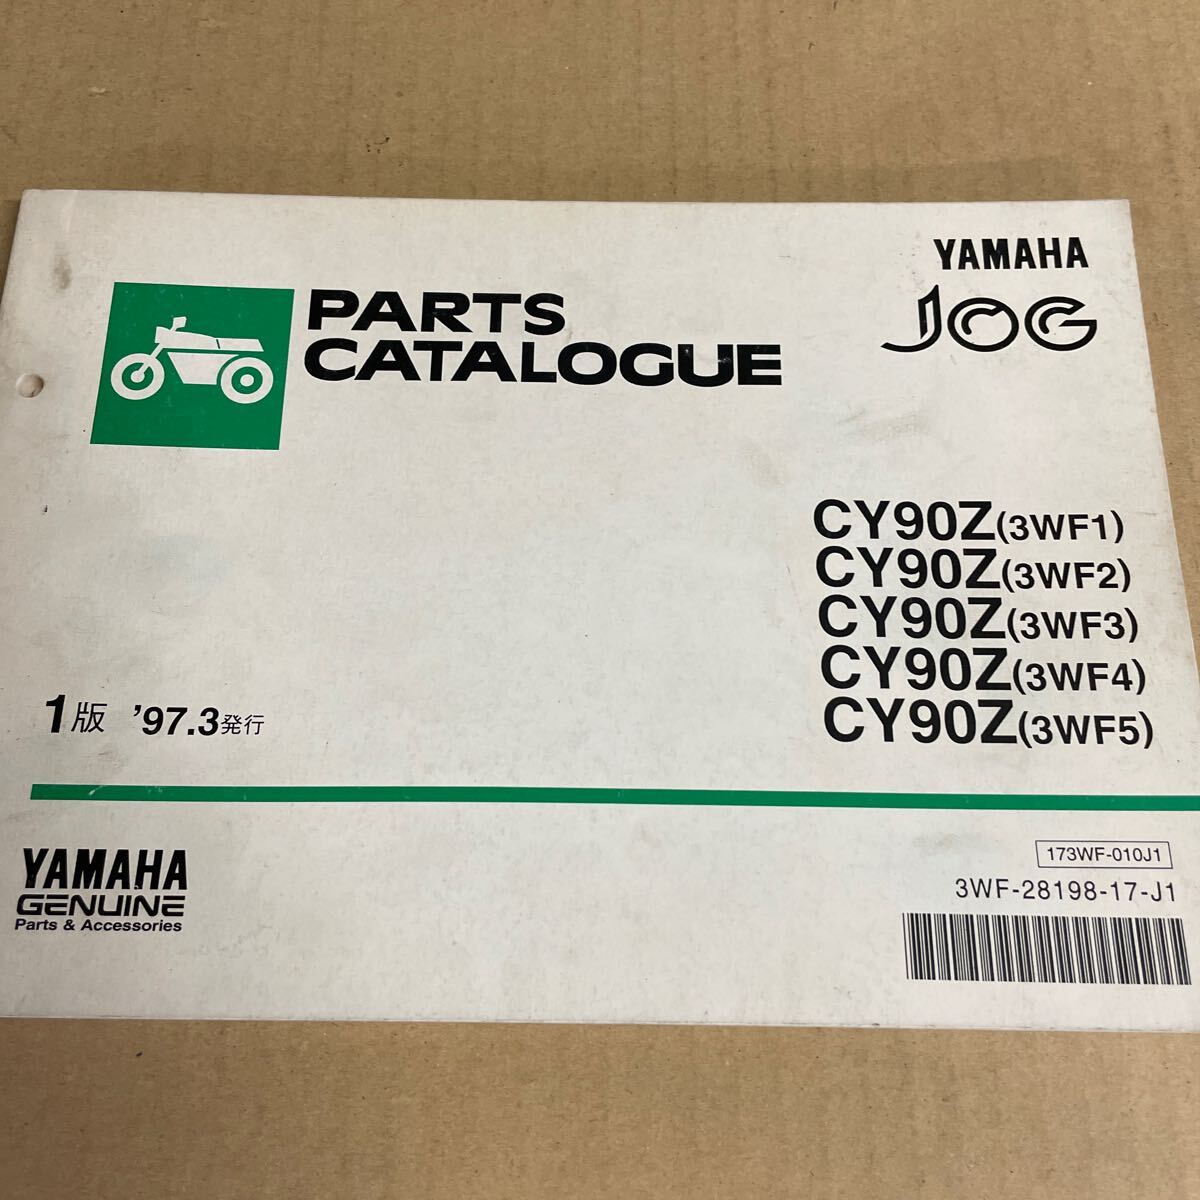 PARTS
CATALOGUE
YAMAHA
JOG
CY90Z(3WF1)
CY90Z(3WF2)
CY90Z(3WF3)
CY90Z(3WF4)
CY90Z(3WF5)
1版 ’97.3発行
YAMAHA
GENUINE
Parts & Accessories
173WF-010J1
3WF-28198-17-J1